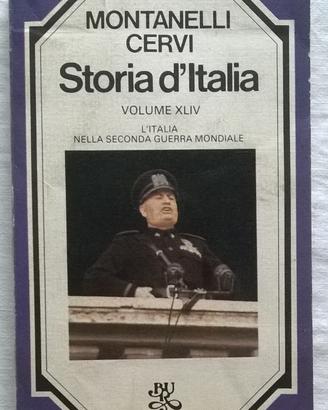 MONTANELLI
CERVI
Storia d'Italia
VOLUME XLIV
L'ITALIA
NELLA SECONDA GUERRA MONDIALE
BUR